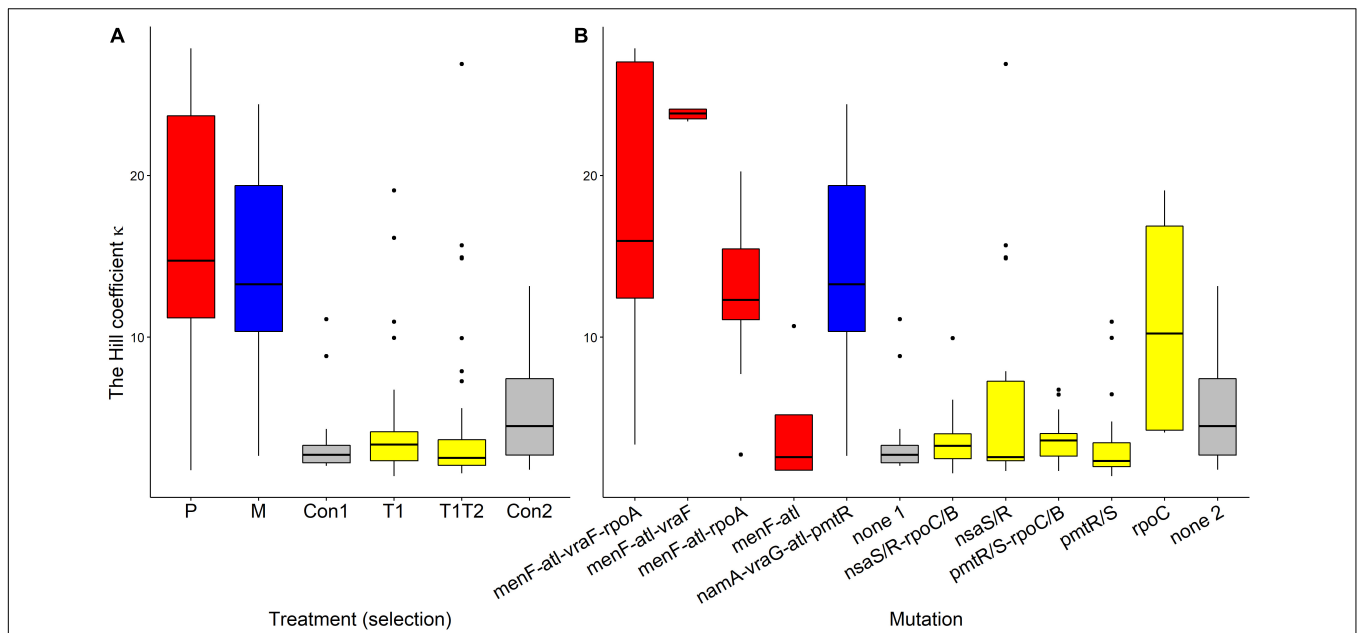 A
B
The Hill coefficient κ
20
10
20
10
P M Con1 T1 T1T2 Con2
menF-atl-vraF-rpoA
menF-atl-vraF
menF-atl-rpoA
menF-atl
namA-vraG-atl-pmtR
none 1
nsaS/R-rpoC/B
nsaS/R
pmtR/S-rpoC/B
pmtR/S
rpoC
none 2
Treatment (selection)
Mutation